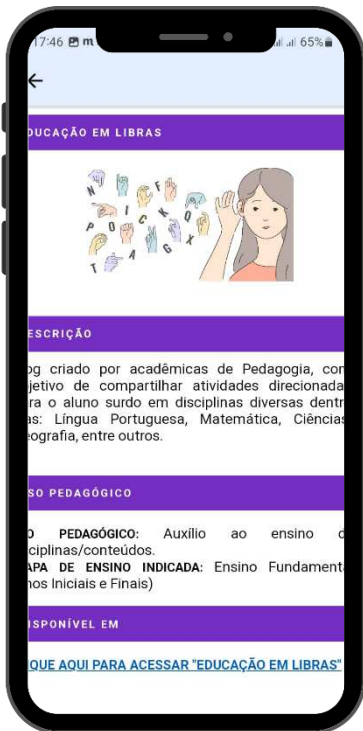 17:46 m 65%
DUCAÇÃO EM LIBRAS
N I F
P O C K Q
T A G X
ESCRIÇÃO
og criado por acadêmicas de Pedagogia, con
jetivo de compartilhar atividades direcionada
ra o aluno surdo em disciplinas diversas dentr
as: Língua Portuguesa, Matemática, Ciências
eografia, entre outros.
SO PEDAGÓGICO
O PEDAGÓGICO: Auxílio ao ensino d
ciplinas/conteúdos.
APA DE ENSINO INDICADA: Ensino Fundament
nos Iniciais e Finais)
ISPONÍVEL EM
IQUE AQUI PARA ACESSAR "EDUCAÇÃO EM LIBRAS"